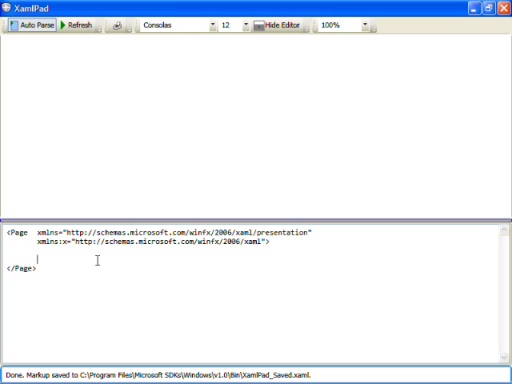 XamlPad
Auto Parse Refresh Consolas 12 Hide Editor 100%
<Page xmlns="http://schemas.microsoft.com/winfx/2006/xaml/presentation"
xmlns:x="http://schemas.microsoft.com/winfx/2006/xaml">
</Page>
Done. Markup saved to C:\Program Files\Microsoft SDKs\Windows\v1.0\Bin\XamlPad_Saved.xaml.